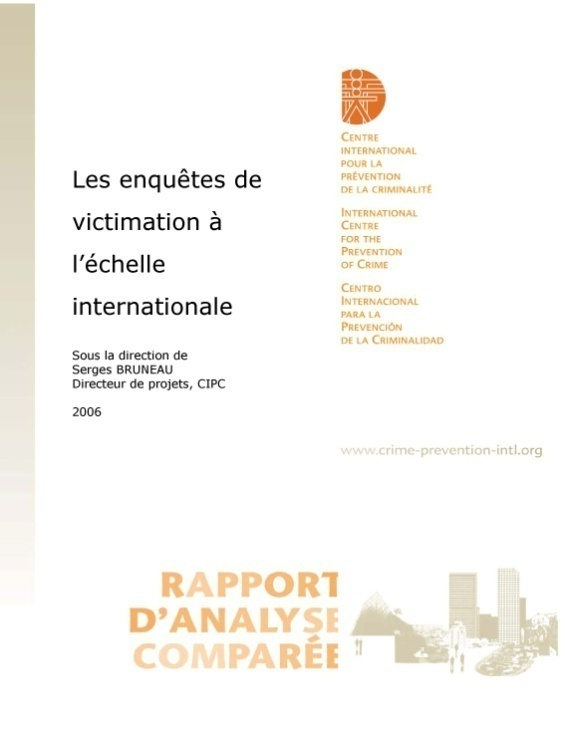 Les enquêtes de
victimation à
l’échelle
internationale
Sous la direction de
Serges BRUNEAU
Directeur de projets, CIPC
2006
CENTRE
INTERNATIONAL
POUR LA
PRÉVENTION
DE LA CRIMINALITÉ
INTERNATIONAL
CENTRE
FOR THE
PREVENTION
OF CRIME
CENTRO
INTERNACIONAL
PARA LA
PREVENCIÓN
DE LA CRIMINALIDAD
www.crime-prevention-intl.org
RAPPORT
D’ANALYSE
COMPARÉE